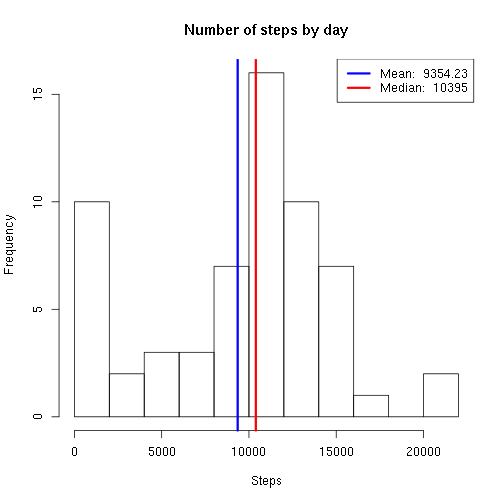 Number of steps by day
Mean:  9354.23
Median:  10395
15
10
5
0
Frequency
0 5000 10000 15000 20000
Steps